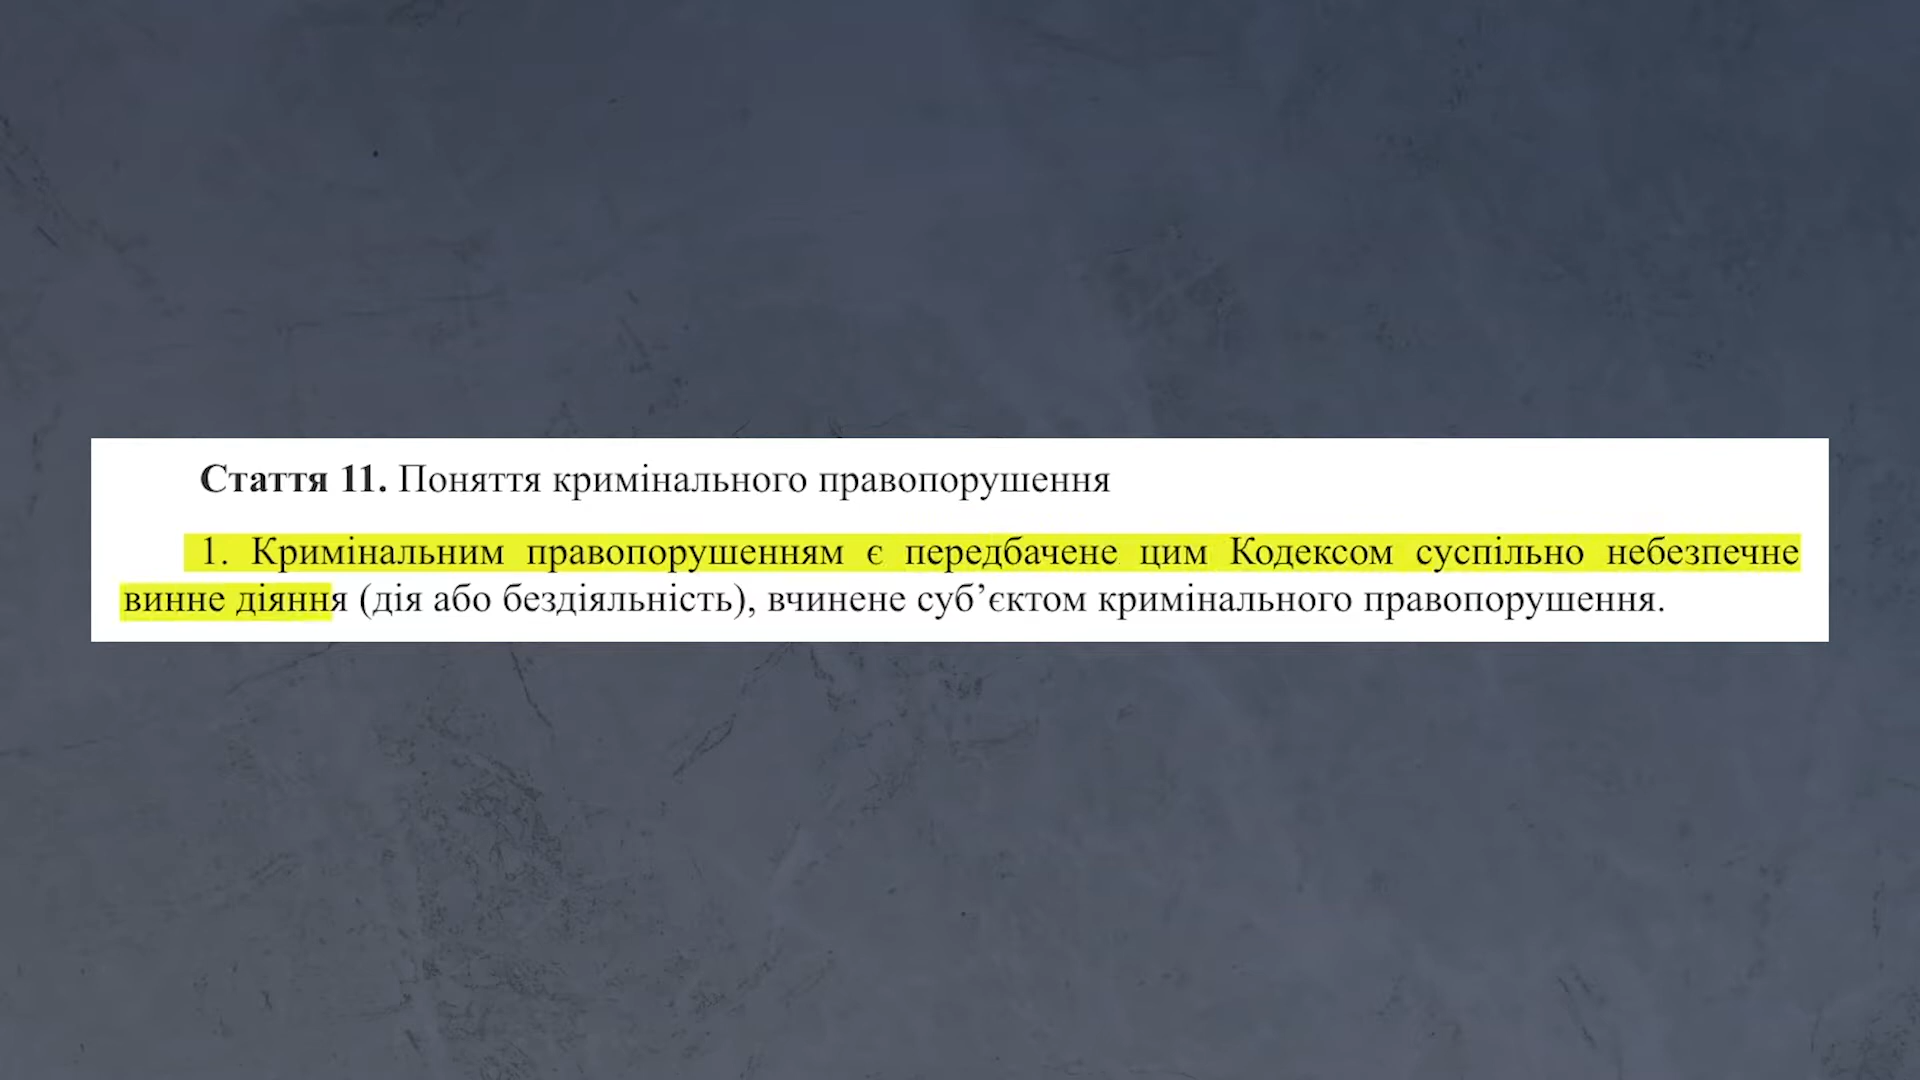 Стаття 11. Поняття кримінального правопорушення
1. Кримінальним правопорушенням є передбачене цим Кодексом суспільно небезпечне
винне діяння (дія або бездіяльність), вчинене суб’єктом кримінального правопорушення.